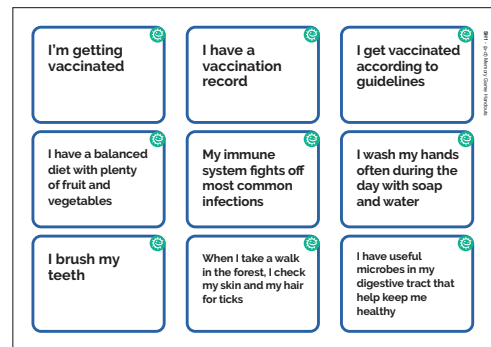 I'm getting
vaccinated
I have a
vaccination
record
I get vaccinated
according to
guidelines
I have a balanced
diet with plenty
of fruit and
vegetables
My immune
system fights off
most common
infections
I wash my hands
often during the
day with soap
and water
I brush my
teeth
When I take a walk
in the forest, I check
my skin and my hair
for ticks
I have useful
microbes in my
digestive tract that
help keep me
healthy
Memory Game Handouts